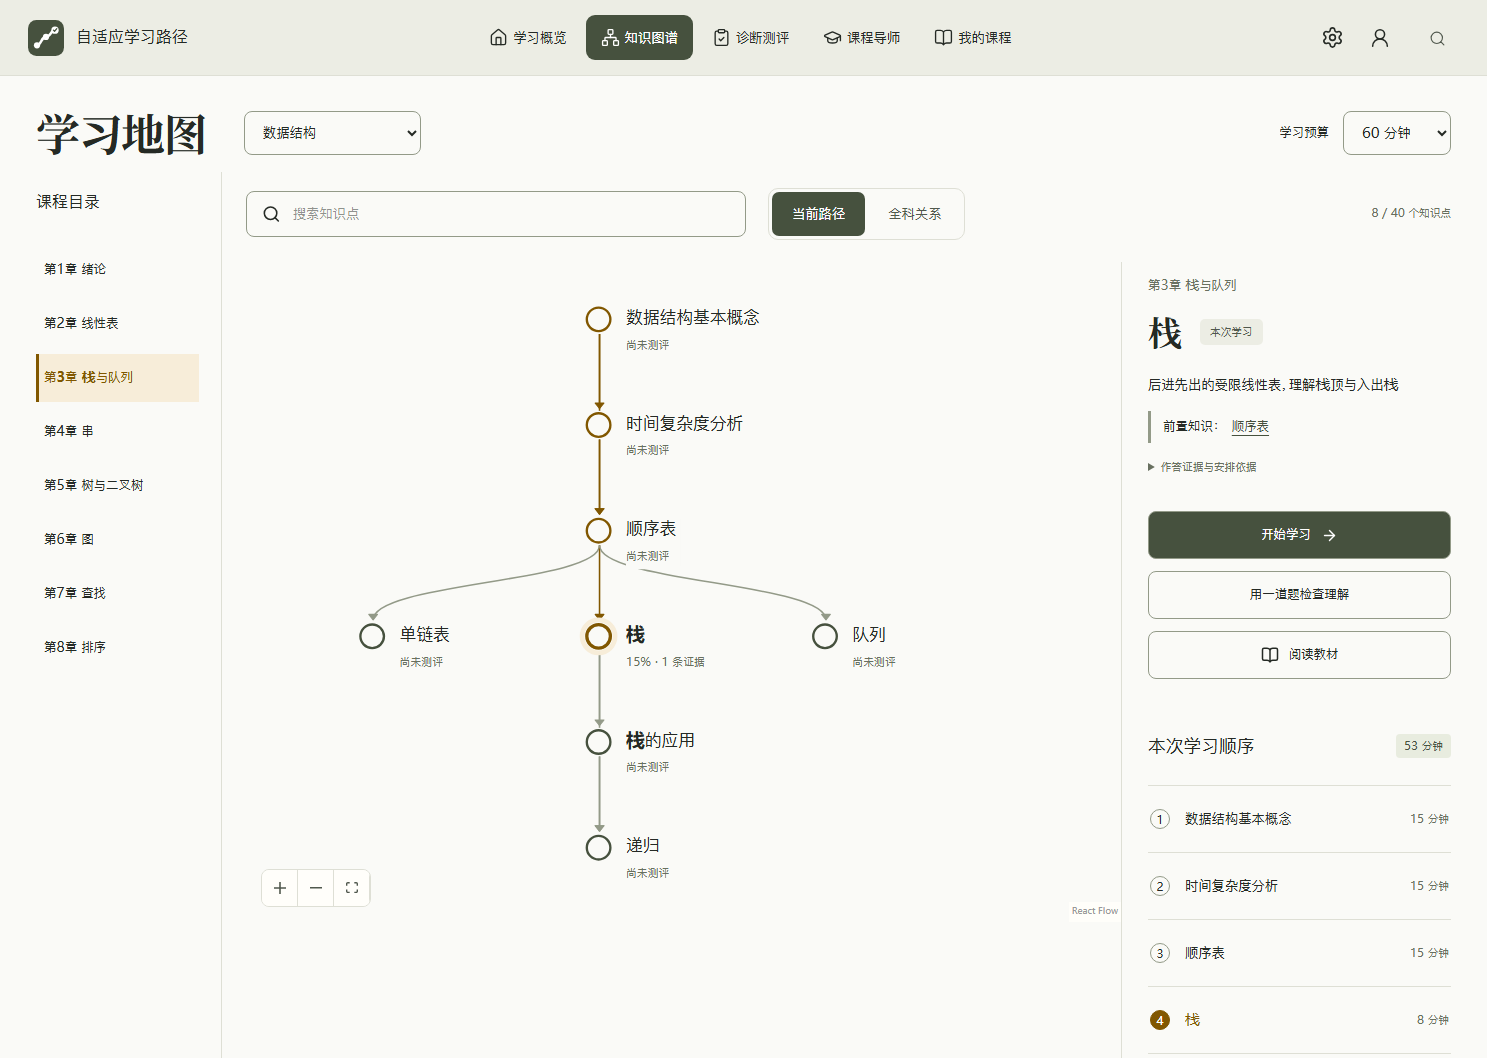 自适应学习路径
学习概览
知识图谱
诊断测评
课程导师
我的课程
学习地图
数据结构
学习预算
60 分钟
课程目录
第1章 绪论
第2章 线性表
第3章 栈与队列
第4章 串
第5章 树与二叉树
第6章 图
第7章 查找
第8章 排序
搜索知识点
当前路径
全科关系
8 / 40 个知识点
数据结构基本概念
尚未测评
时间复杂度分析
尚未测评
顺序表
尚未测评
单链表
尚未测评
栈
15% · 1 条证据
队列
尚未测评
栈的应用
尚未测评
递归
尚未测评
React Flow
第3章 栈与队列
栈
本次学习
后进先出的受限线性表, 理解栈顶与入出栈
前置知识： 顺序表
作答证据与安排依据
开始学习
用一道题检查理解
阅读教材
本次学习顺序
53 分钟
1 数据结构基本概念 15 分钟
2 时间复杂度分析 15 分钟
3 顺序表 15 分钟
4 栈 8 分钟